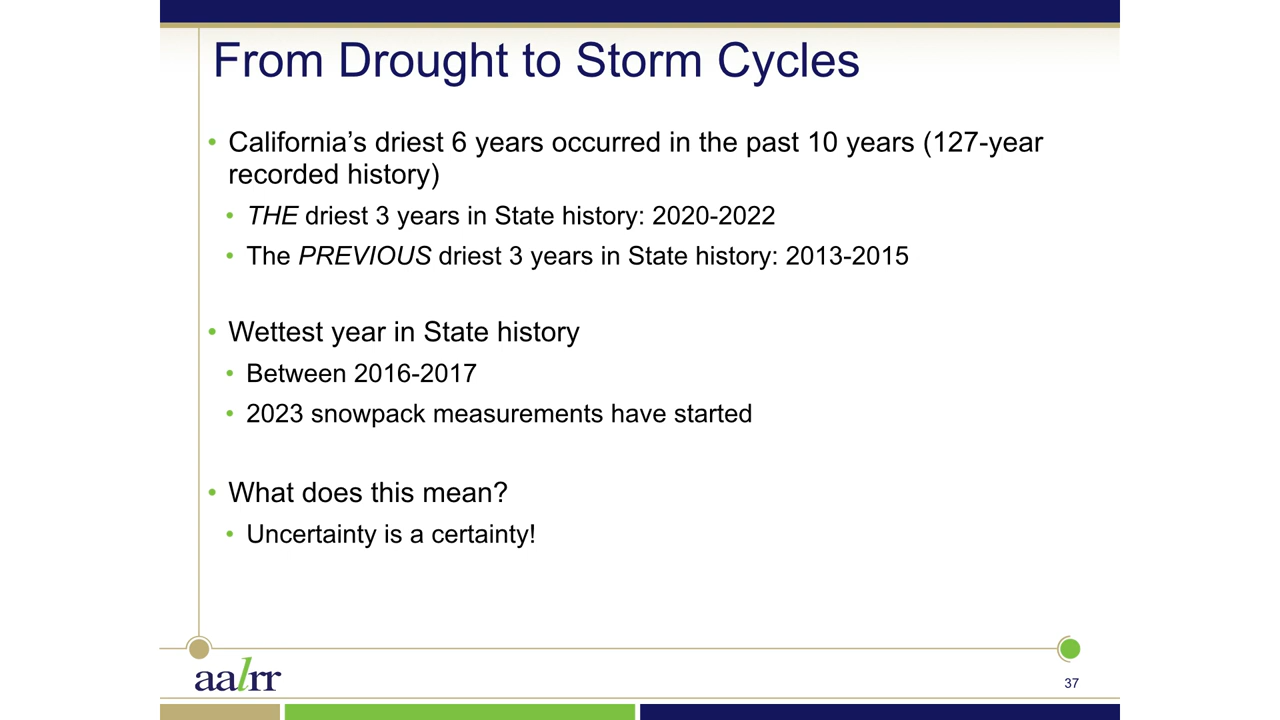 From Drought to Storm Cycles
• California’s driest 6 years occurred in the past 10 years (127-year
recorded history)
• THE driest 3 years in State history: 2020-2022
• The PREVIOUS driest 3 years in State history: 2013-2015
• Wettest year in State history
• Between 2016-2017
• 2023 snowpack measurements have started
• What does this mean?
• Uncertainty is a certainty!
aalrr
37